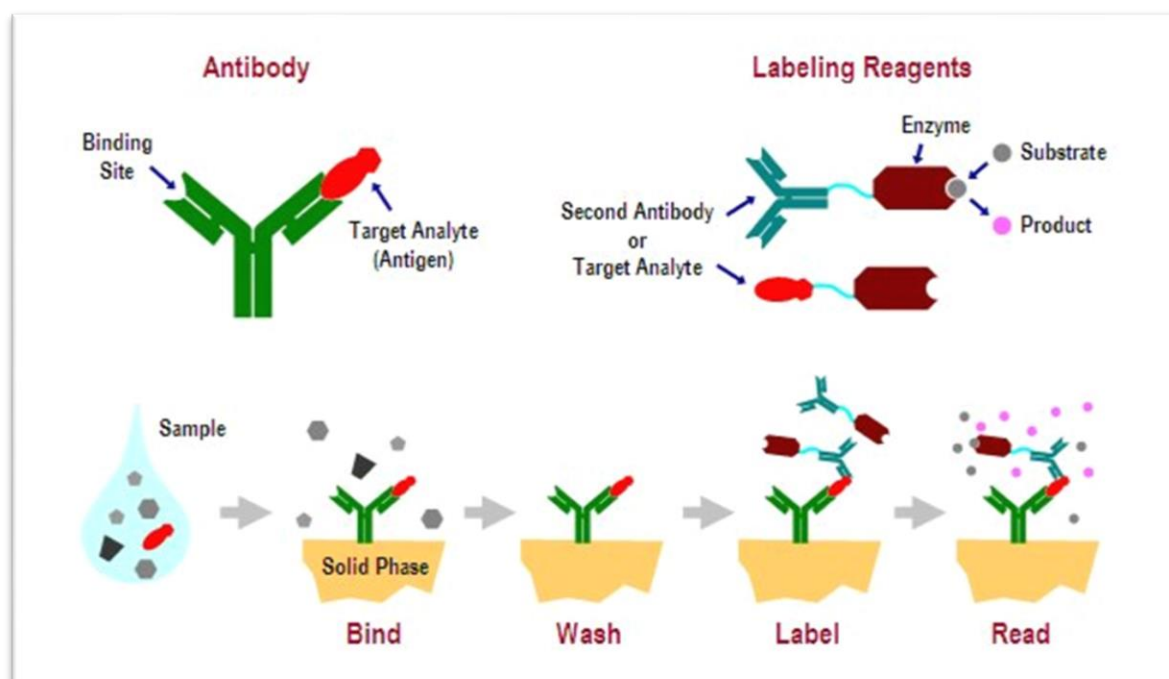 Antibody
Labeling Reagents
Binding
Site
Target Analyte
(Antigen)
Enzyme
Substrate
Second Antibody
or
Target Analyte
Product
Sample
Solid Phase
Bind
Wash
Label
Read